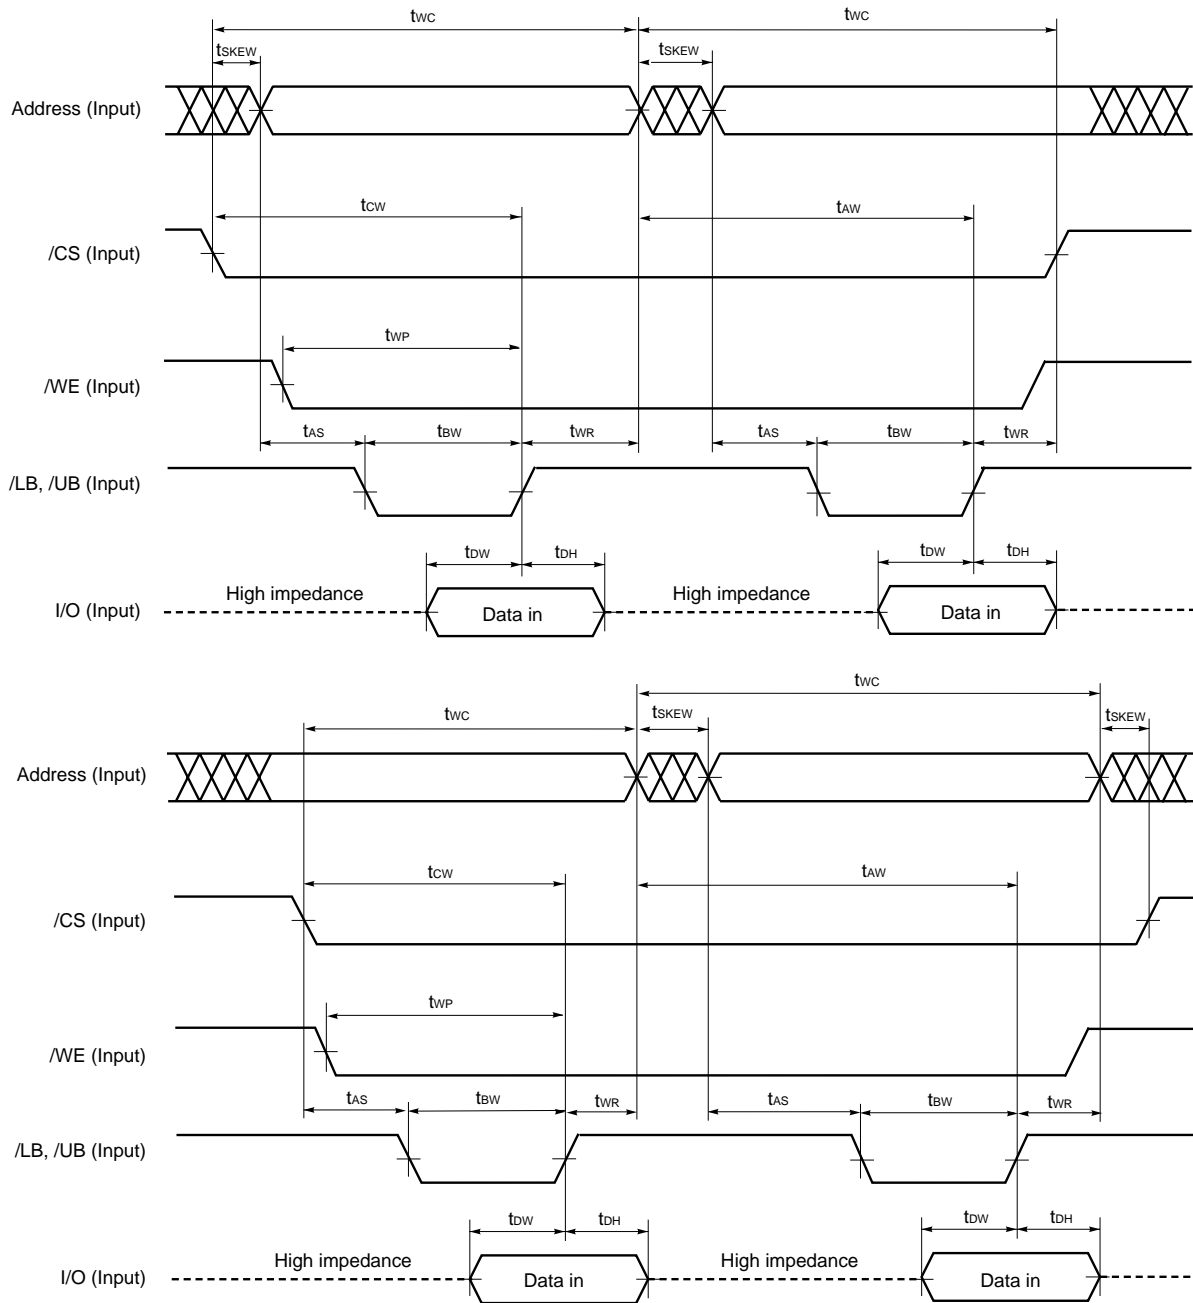 tWC tWC
tSKEW tSKEW
Address (Input)
tCW tAW
/CS (Input)
tWP
/WE (Input)
tAS tBW tWR tAS tBW tWR
/LB, /UB (Input)
tDW tDH tDW tDH
High impedance High impedance
I/O (Input) Data in Data in
tWC
tWC tSKEW tSKEW
Address (Input)
tCW tAW
/CS (Input)
tWP
/WE (Input)
tAS tBW tWR tAS tBW tWR
/LB, /UB (Input)
tDW tDH tDW tDH
High impedance High impedance
I/O (Input) Data in Data in